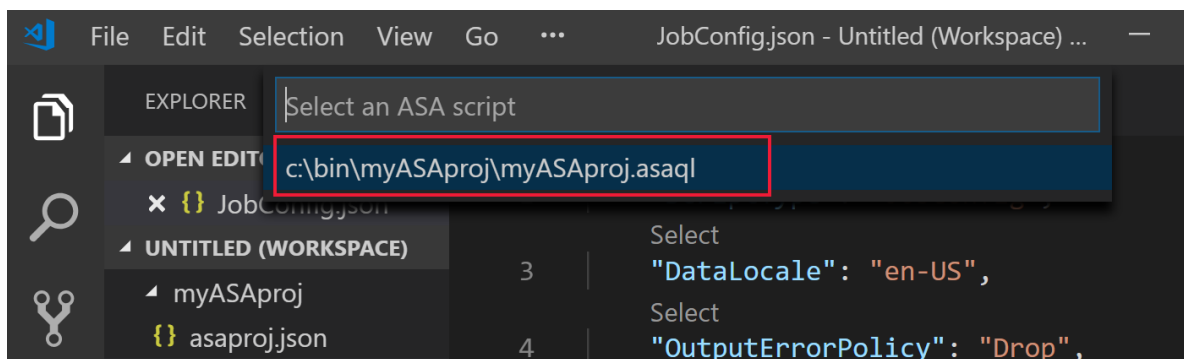 File Edit Selection View Go ••• JobConfig.json - Untitled (Workspace) ...
EXPLORER
Select an ASA script
c:\bin\myASAproj\myASAproj.asaql
OPEN EDIT
{} JobConfig.json
UNTITLED (WORKSPACE)
myASAproj
{} asaproj.json
Select
3 "DataLocale": "en-US",
Select
4 "OutputErrorPolicy": "Drop",